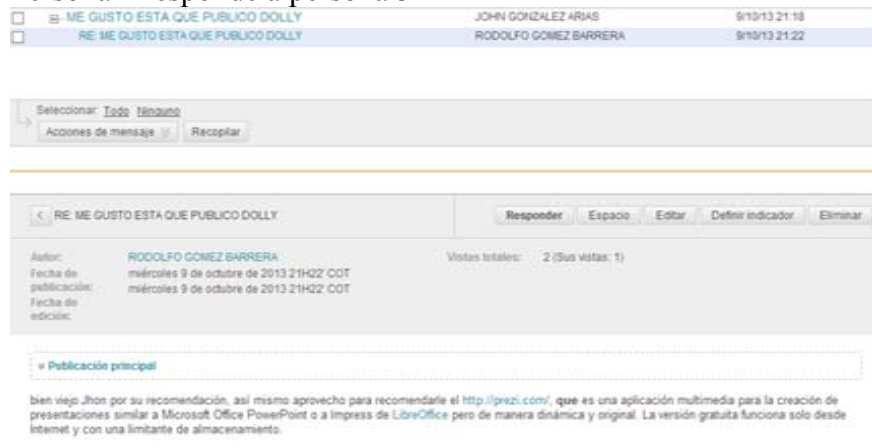 ME GUSTO ESTA QUE PUBLICO DOLLY JOHN GONZALEZ ARIAS 9/10/13 21:18
RE: ME GUSTO ESTA QUE PUBLICO DOLLY RODOLFO GOMEZ BARRERA 9/10/13 21:22
Seleccionar: Todo Ninguno
Acciones de mensaje Recopilar
< RE: ME GUSTO ESTA QUE PUBLICO DOLLY Responder Espacio Editar Definir indicador Eliminar
Autor: RODOLFO GOMEZ BARRERA Vistas totales: 2 (Sus vistas: 1)
Fecha de publicación: miércoles 9 de octubre de 2013 21H22' COT
Fecha de edición: miércoles 9 de octubre de 2013 21H22' COT
Publicación principal
bien viejo Jhon por su recomendación, así mismo aprovecho para recomendarle el http://prezi.com/, que es una aplicación multimedia para la creación de
presentaciones similar a Microsoft Office PowerPoint o a Impress de LibreOffice pero de manera dinámica y original. La versión gratuita funciona solo desde
Internet y con una limitante de almacenamiento.